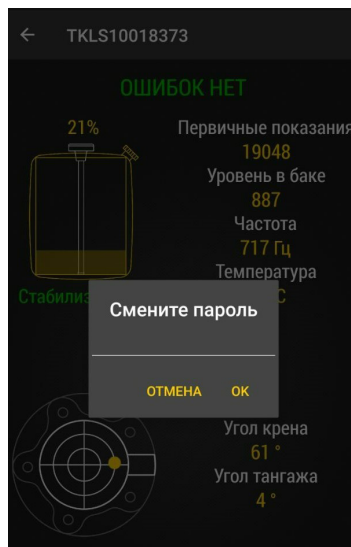 TKLS10018373
ОШИБОК НЕТ
21%
Первичные показания
19048
Уровень в баке
887
Частота
717 Гц
Температура
Смените пароль
ОТМЕНА OK
Угол крена
61 °
Угол тангажа
4 °